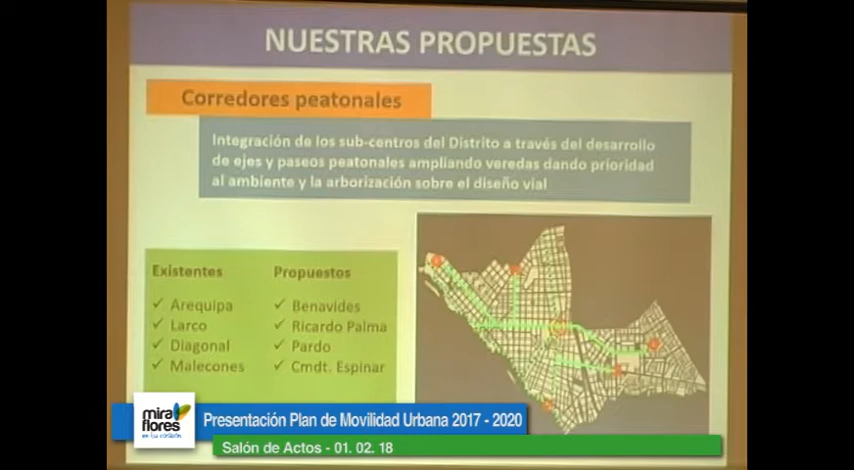 NUESTRAS PROPUESTAS
Corredores peatonales
Integración de los sub-centros del Distrito a través del desarrollo
de ejes y paseos peatonales ampliando veredas dando prioridad
al ambiente y la arborización sobre el diseño vial
Existentes
✓ Arequipa
✓ Larco
✓ Diagonal
✓ Malecones
Propuestos
✓ Benavides
✓ Ricardo Palma
✓ Pardo
✓ Cmdt. Espinar
mira
flores
en tu corazón
Presentación Plan de Movilidad Urbana 2017 - 2020
Salón de Actos - 01. 02. 18